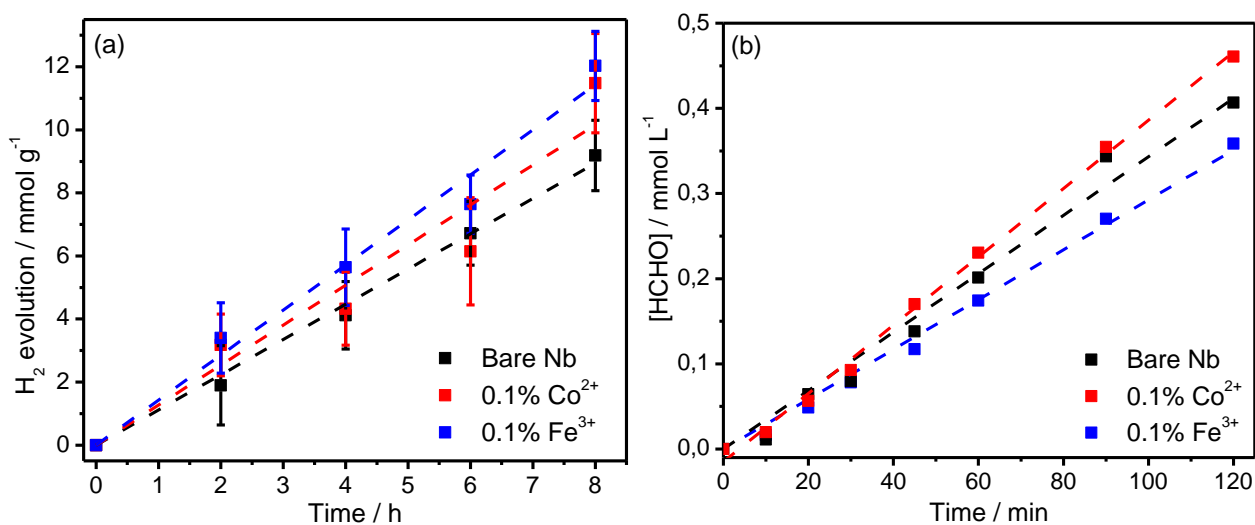 (a)
H₂ evolution / mmol g⁻¹
12
10
8
6
4
2
0
Bare Nb
0.1% Co²⁺
0.1% Fe³⁺
0 1 2 3 4 5 6 7 8
Time / h
(b)
[HCHO] / mmol L⁻¹
0,5
0,4
0,3
0,2
0,1
0,0
Bare Nb
0.1% Co²⁺
0.1% Fe³⁺
0 20 40 60 80 100 120
Time / min